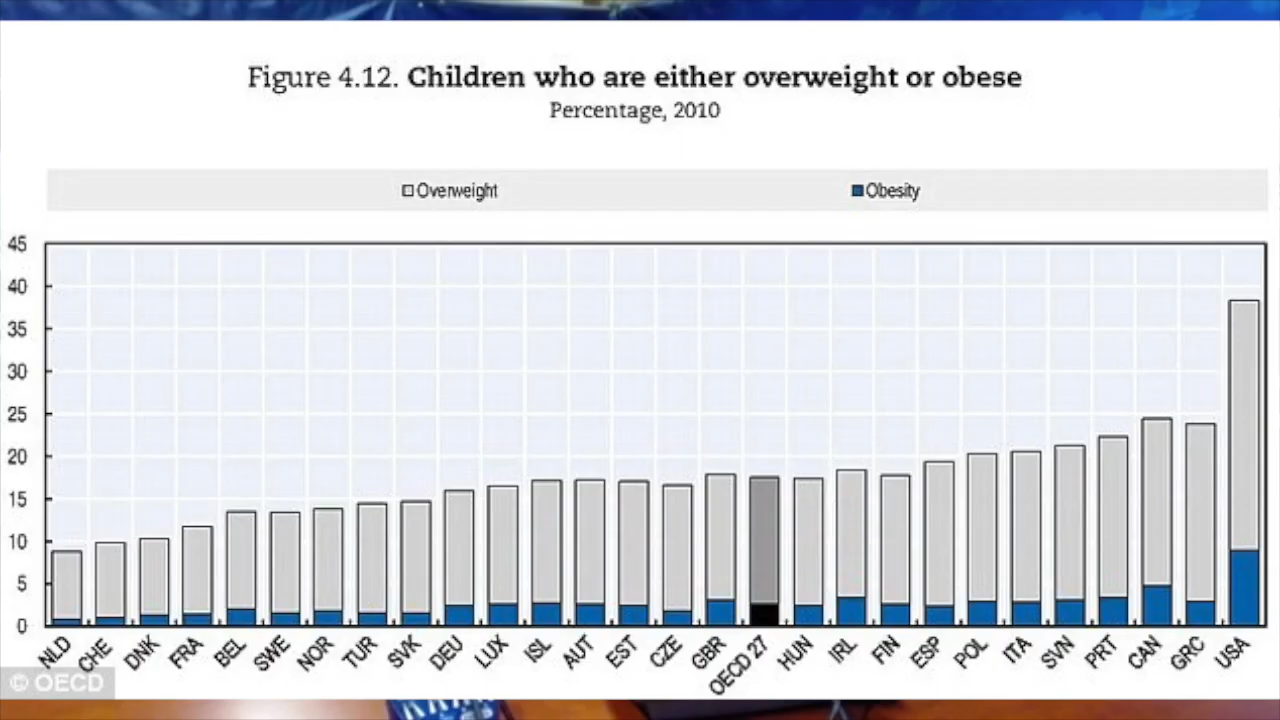 Figure 4.12. Children who are either overweight or obese
Percentage, 2010
Overweight Obesity
45
40
35
30
25
20
15
10
5
0
NLD CHE DNK FRA BEL SWE NOR TUR SVK DEU LUX ISL AUT EST CZE GBR OECD 27 HUN IRL FIN ESP POL ITA SVN PRT CAN GRC USA
© OECD